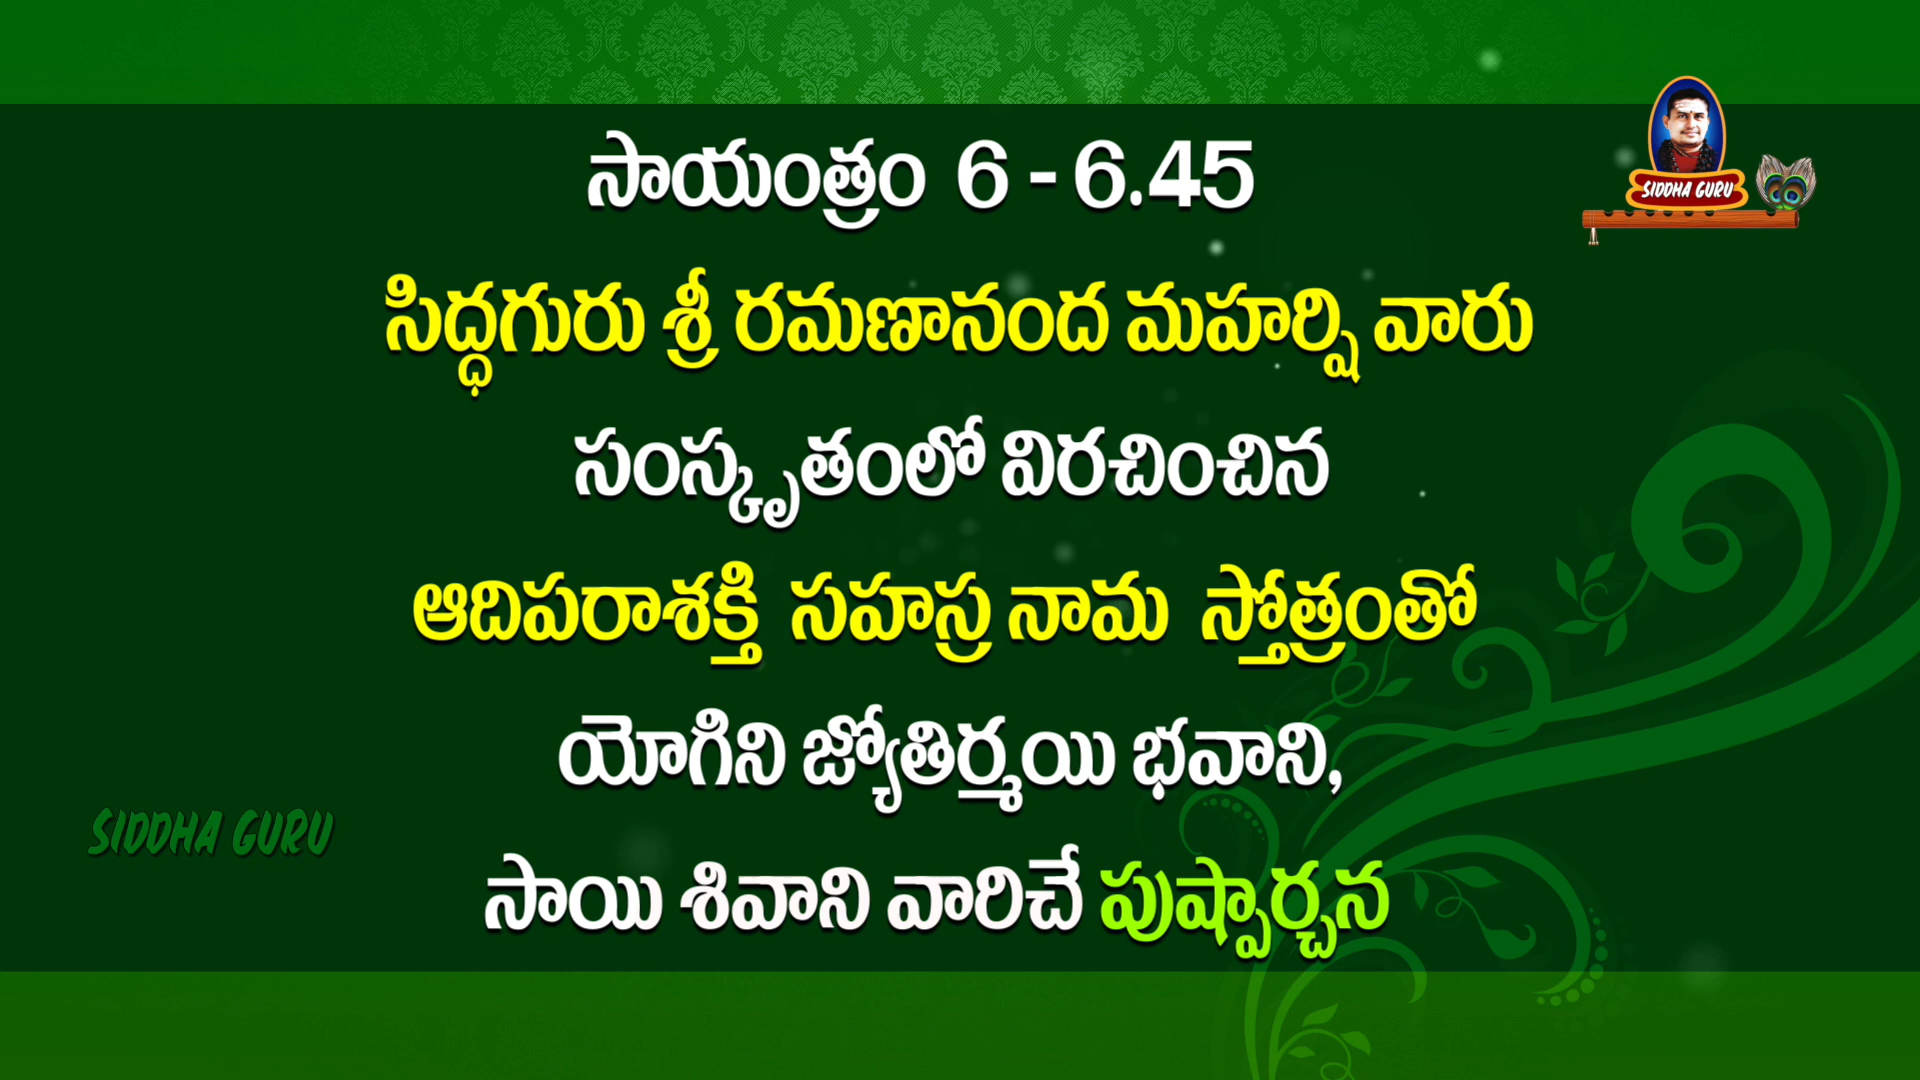 సాయంత్రం 6 - 6.45
SIDDHA GURU
సిద్ధగురు శ్రీ రమణానంద మహర్షి వారు
సంస్కృతంలో విరచించిన
ఆదిపరాశక్తి సహస్ర నామ స్తోత్రంతో
యోగిని జ్యోతిర్మయి భవాని,
SIDDHA GURU
సాయి శివాని వారిచే పుష్పార్చన